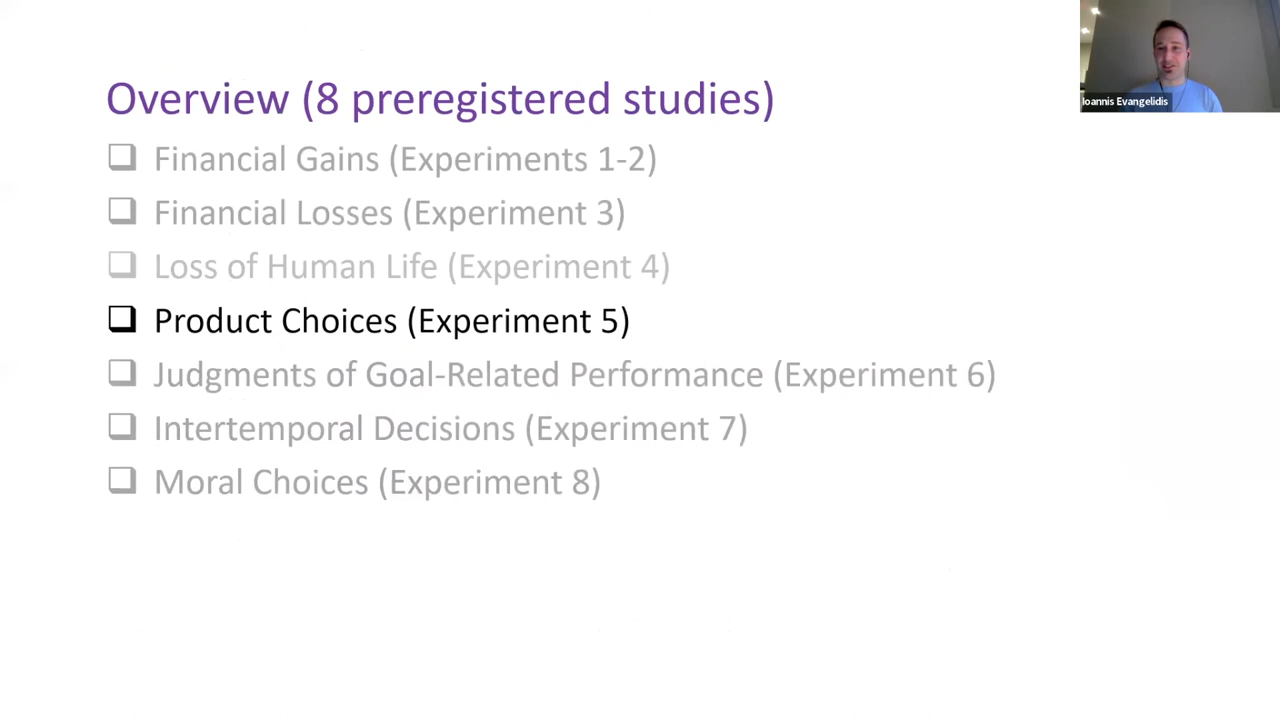 Overview (8 preregistered studies)
Financial Gains (Experiments 1-2)
Financial Losses (Experiment 3)
Loss of Human Life (Experiment 4)
Product Choices (Experiment 5)
Judgments of Goal-Related Performance (Experiment 6)
Intertemporal Decisions (Experiment 7)
Moral Choices (Experiment 8)
Ioannis Evangelidis